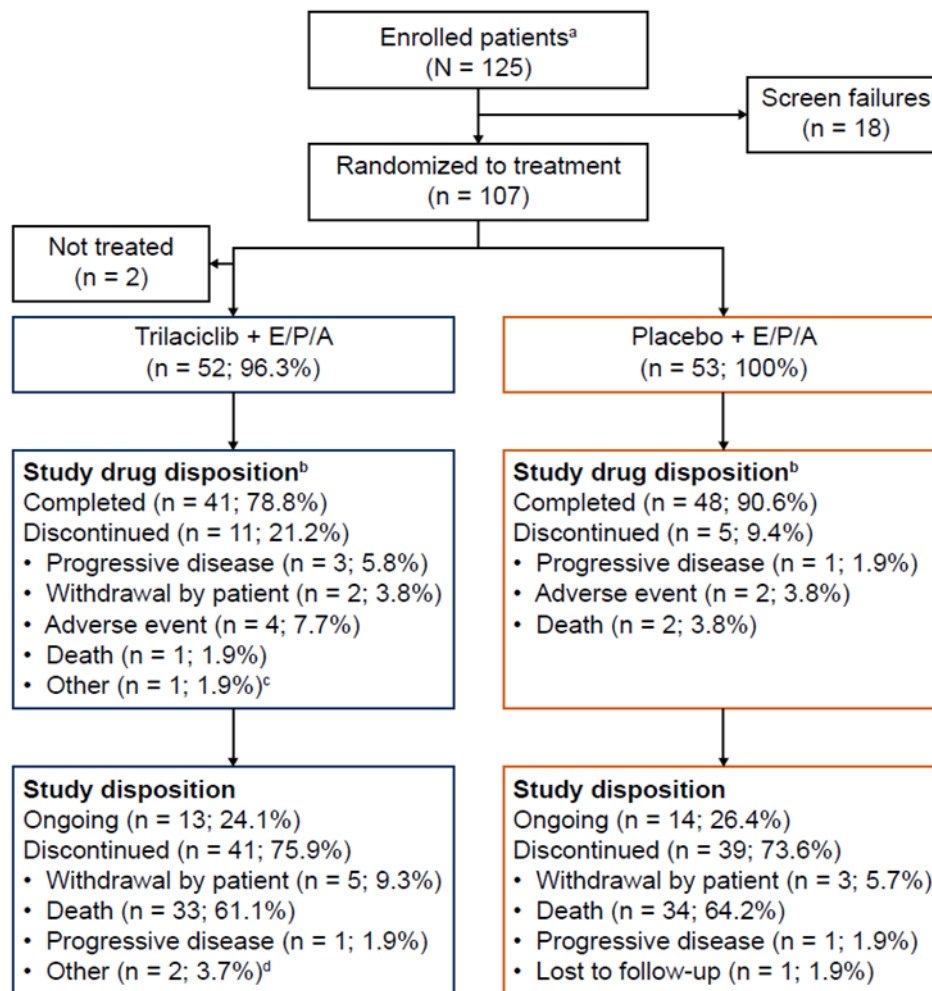 Enrolled patientsᵃ
(N = 125)
Screen failures
(n = 18)
Randomized to treatment
(n = 107)
Not treated
(n = 2)
Trilaciclib + E/P/A
(n = 52; 96.3%)
Placebo + E/P/A
(n = 53; 100%)
Study drug dispositionᵇ
Completed (n = 41; 78.8%)
Discontinued (n = 11; 21.2%)
• Progressive disease (n = 3; 5.8%)
• Withdrawal by patient (n = 2; 3.8%)
• Adverse event (n = 4; 7.7%)
• Death (n = 1; 1.9%)
• Other (n = 1; 1.9%)ᶜ
Study drug dispositionᵇ
Completed (n = 48; 90.6%)
Discontinued (n = 5; 9.4%)
• Progressive disease (n = 1; 1.9%)
• Adverse event (n = 2; 3.8%)
• Death (n = 2; 3.8%)
Study disposition
Ongoing (n = 13; 24.1%)
Discontinued (n = 41; 75.9%)
• Withdrawal by patient (n = 5; 9.3%)
• Death (n = 33; 61.1%)
• Progressive disease (n = 1; 1.9%)
• Other (n = 2; 3.7%)ᵈ
Study disposition
Ongoing (n = 14; 26.4%)
Discontinued (n = 39; 73.6%)
• Withdrawal by patient (n = 3; 5.7%)
• Death (n = 34; 64.2%)
• Progressive disease (n = 1; 1.9%)
• Lost to follow-up (n = 1; 1.9%)